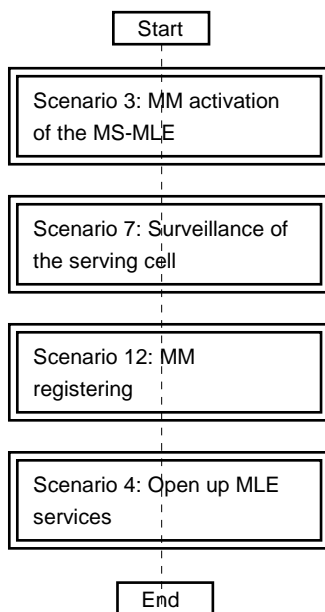 Start
Scenario 3: MM activation
of the MS-MLE
Scenario 7: Surveillance of
the serving cell
Scenario 12: MM
registering
Scenario 4: Open up MLE
services
End